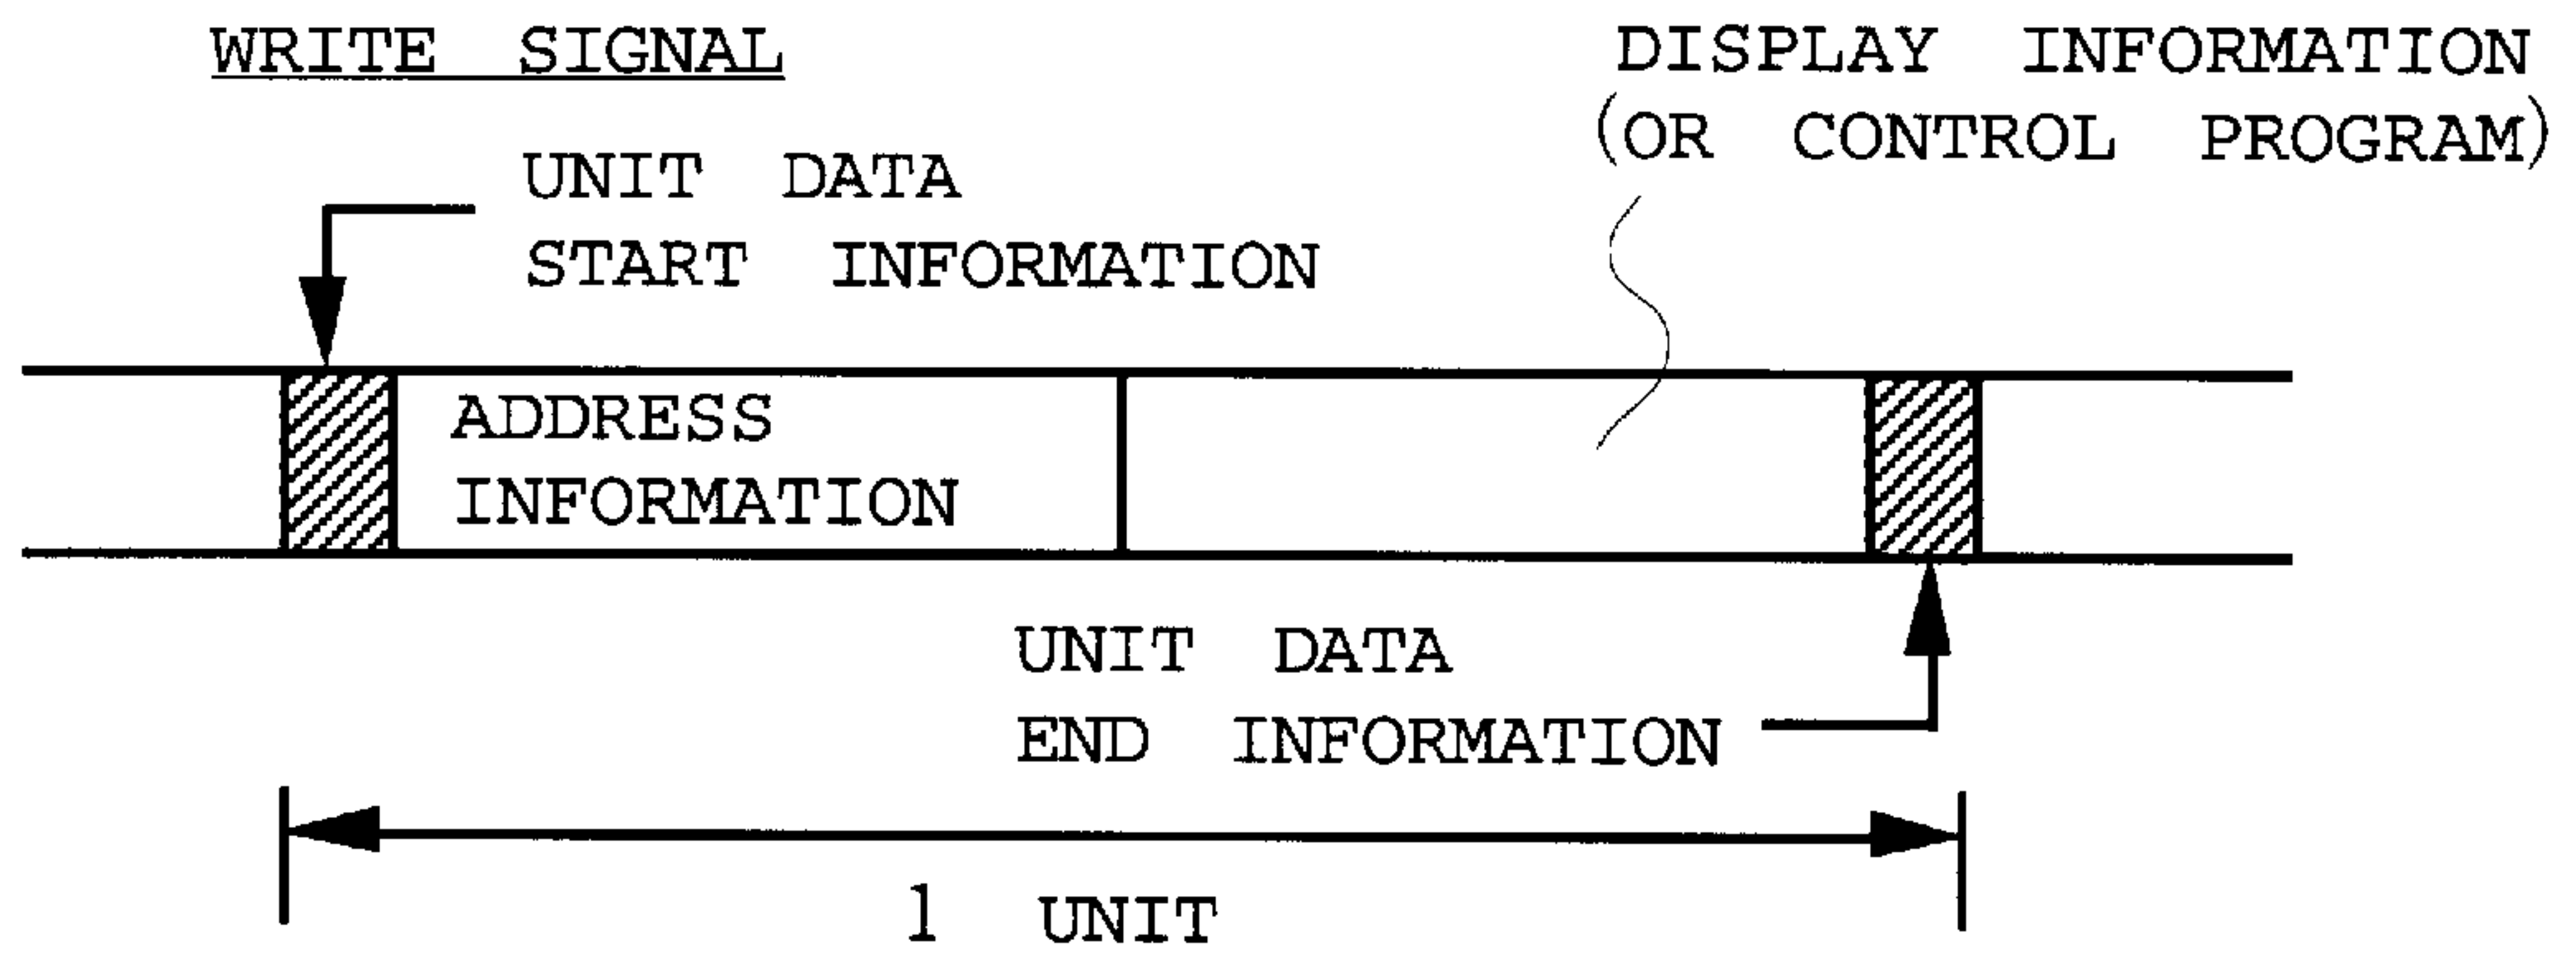 WRITE SIGNAL
DISPLAY INFORMATION
(OR CONTROL PROGRAM)
UNIT DATA
START INFORMATION
ADDRESS
INFORMATION
UNIT DATA
END INFORMATION
1 UNIT